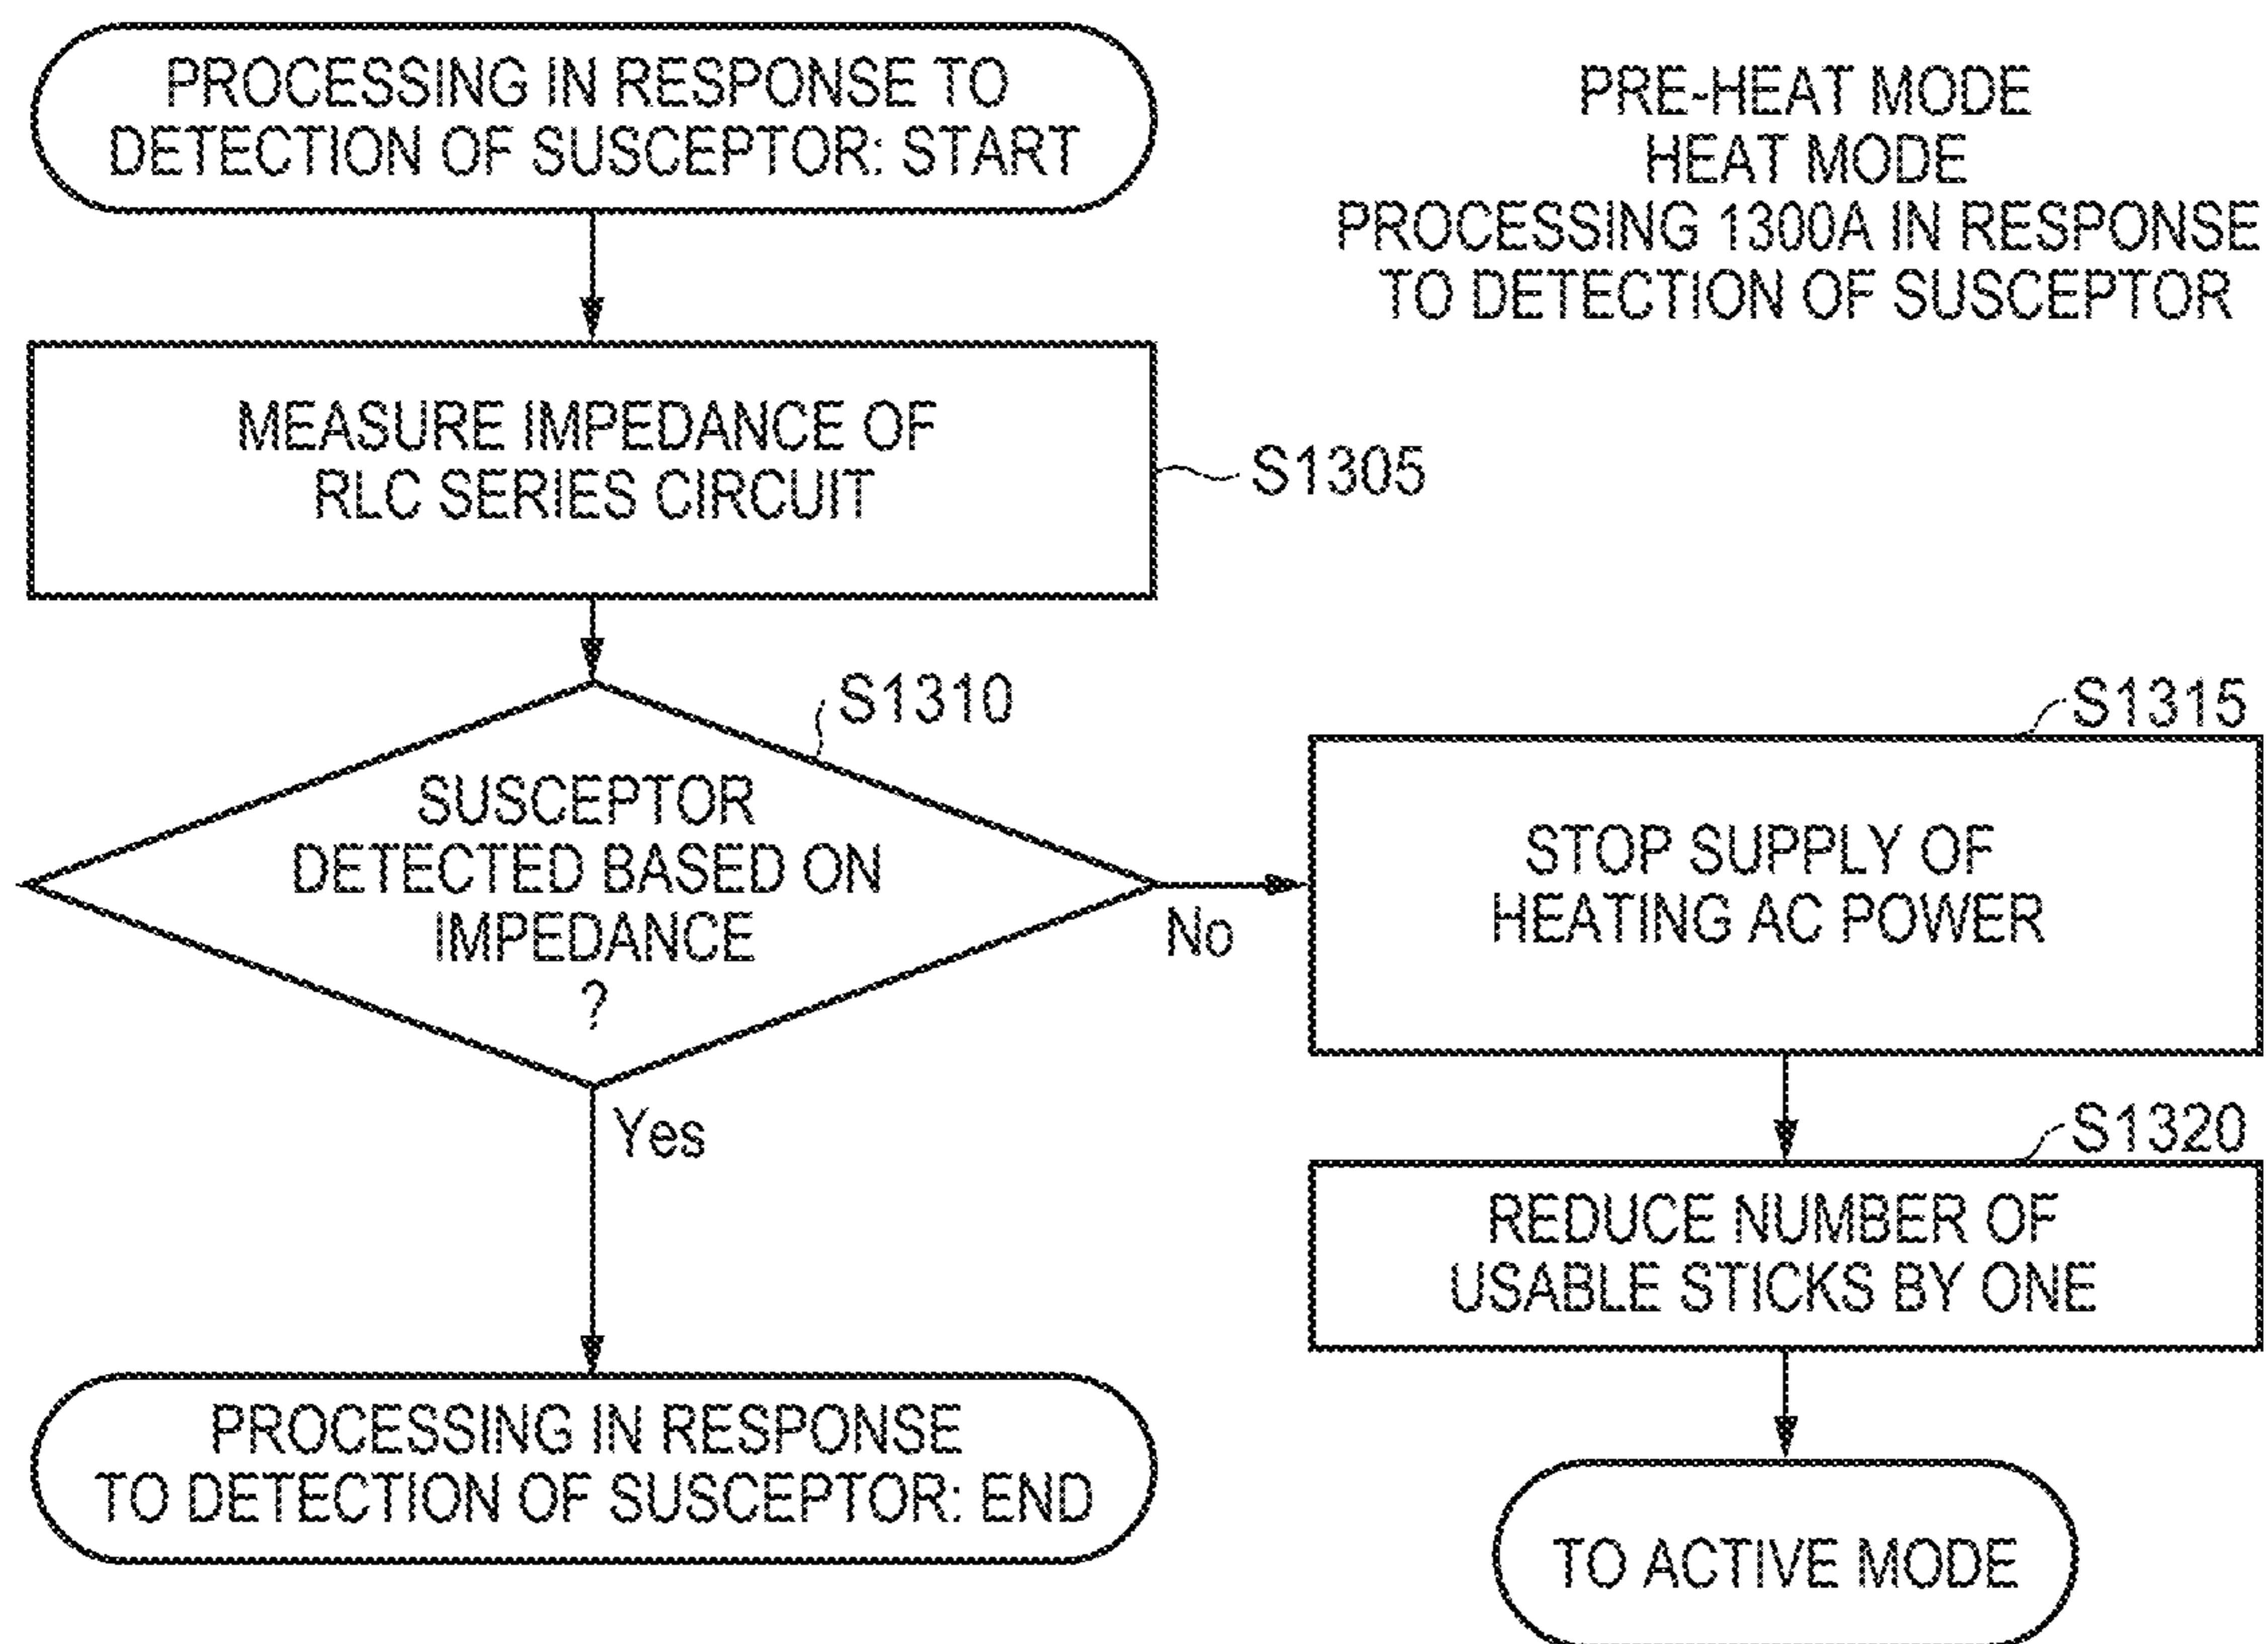 PROCESSING IN RESPONSE TO
DETECTION OF SUSCEPTOR: START
PRE-HEAT MODE
HEAT MODE
PROCESSING 1300A IN RESPONSE
TO DETECTION OF SUSCEPTOR
MEASURE IMPEDANCE OF
RLC SERIES CIRCUIT
S1305
S1310
SUSCEPTOR
DETECTED BASED ON
IMPEDANCE
?
No
Yes
S1315
STOP SUPPLY OF
HEATING AC POWER
S1320
REDUCE NUMBER OF
USABLE STICKS BY ONE
PROCESSING IN RESPONSE
TO DETECTION OF SUSCEPTOR: END
TO ACTIVE MODE